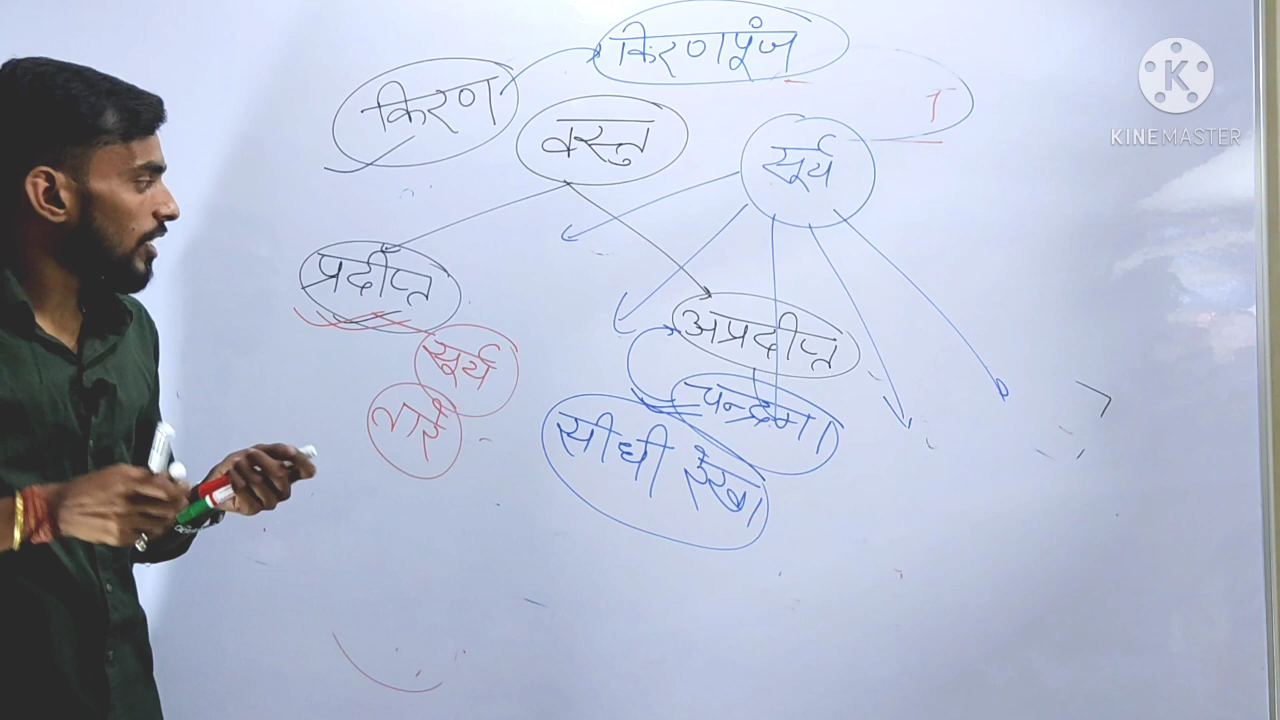 किरणपूंज
किरण
वस्तु
सूर्य
KINEMASTER
प्रदीप्त
अप्रदीप्त
सूर्य
चन्द्रमा
तारे
सीधी रेखा